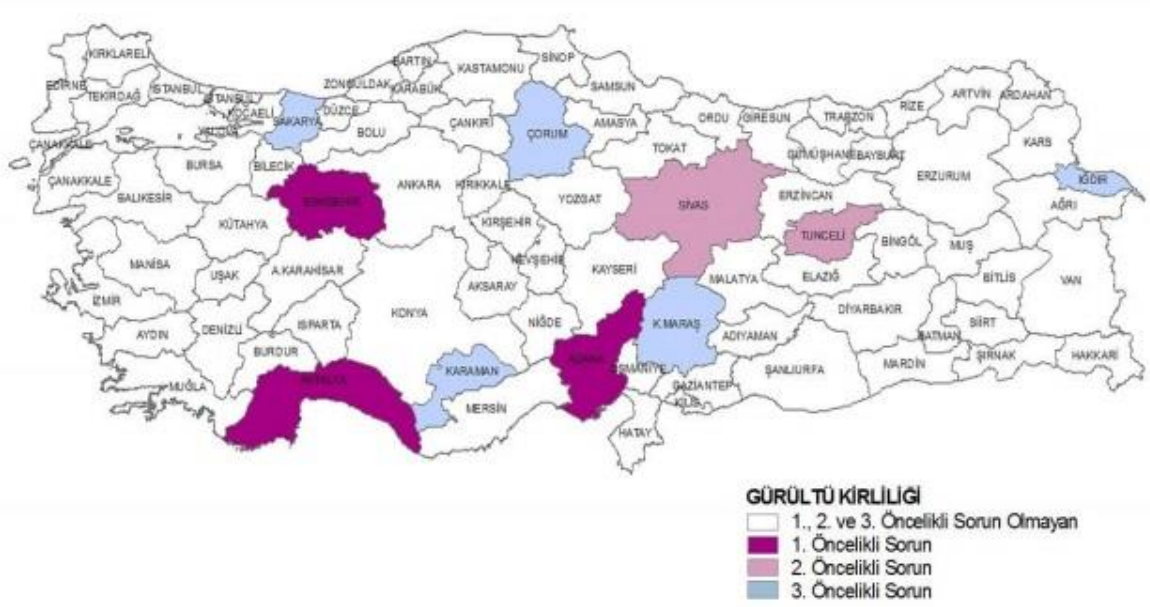 KIRKLARELİ
EDİRNE
TEKİRDAĞ
İSTANBUL
İSTANBUL
KOCAELİ
YALOVA
SAKARYA
DÜZCE
ZONGULDAK
BARTIN
KARABÜK
KASTAMONU
SİNOP
SAMSUN
ÇANKIRI
ÇORUM
AMASYA
ORDU
GİRESUN
TRABZON
RİZE
ARTVİN
ARDAHAN
ÇANAKKALE
ÇANAKKALE
BURSA
BİLECİK
BOLU
TOKAT
GÜMÜŞHANE
BAYBURT
KARS
BALIKESİR
KÜTAHYA
ESKİŞEHİR
ANKARA
KIRIKKALE
KIRŞEHİR
YOZGAT
SİVAS
ERZİNCAN
ERZURUM
IĞDIR
AĞRI
TUNCELİ
BİNGÖL
MUŞ
MANİSA
UŞAK
A.KARAHİSAR
NEVŞEHİR
KAYSERİ
MALATYA
ELAZIĞ
BİTLİS
VAN
İZMİR
AKSARAY
KONYA
NİĞDE
K.MARAŞ
ADIYAMAN
DİYARBAKIR
BATMAN
SİİRT
AYDIN
DENİZLİ
ISPARTA
BURDUR
ŞANLIURFA
MARDİN
ŞIRNAK
HAKKARİ
MUĞLA
ANTALYA
KARAMAN
MERSİN
ADANA
OSMANİYE
GAZİANTEP
KİLİS
HATAY
GÜRÜLTÜ KİRLİLİĞİ
1., 2. ve 3. Öncelikli Sorun Olmayan
1. Öncelikli Sorun
2. Öncelikli Sorun
3. Öncelikli Sorun